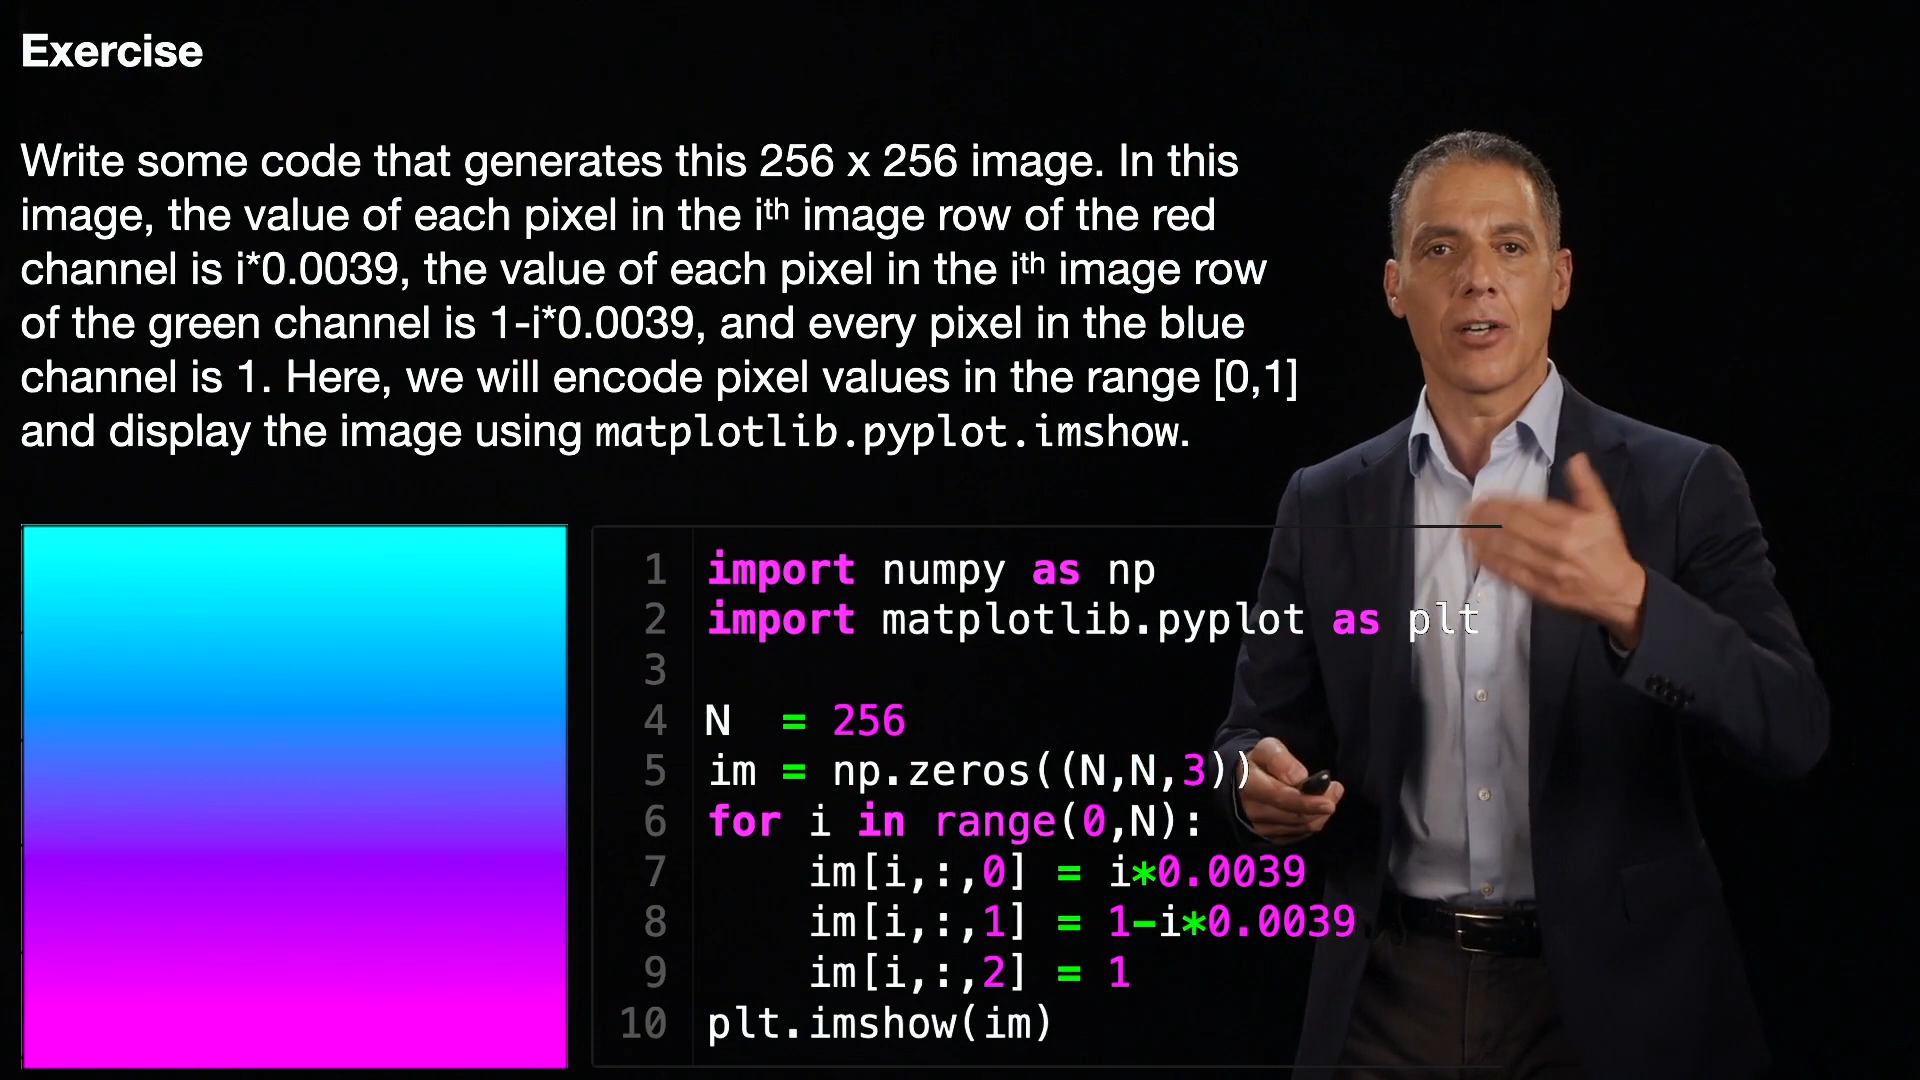 Exercise
Write some code that generates this 256 x 256 image. In this
image, the value of each pixel in the ith image row of the red
channel is i*0.0039, the value of each pixel in the ith image row
of the green channel is 1-i*0.0039, and every pixel in the blue
channel is 1. Here, we will encode pixel values in the range [0,1]
and display the image using matplotlib.pyplot.imshow.
1 import numpy as np
2 import matplotlib.pyplot as plt
3
4 N  = 256
5 im = np.zeros((N,N,3))
6 for i in range(0,N):
7     im[i,:,0] = i*0.0039
8     im[i,:,1] = 1-i*0.0039
9     im[i,:,2] = 1
10 plt.imshow(im)